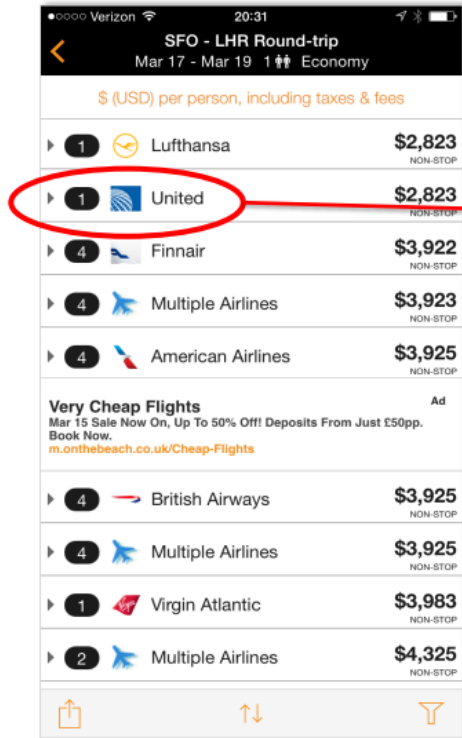 Verizon 20:31
SFO - LHR Round-trip
Mar 17 - Mar 19 1 Economy
$ (USD) per person, including taxes & fees
1 Lufthansa $2,823
NON-STOP
1 United $2,823
NON-STOP
4 Finnair $3,922
NON-STOP
4 Multiple Airlines $3,923
NON-STOP
4 American Airlines $3,925
NON-STOP
Very Cheap Flights Ad
Mar 15 Sale Now On, Up To 50% Off! Deposits From Just £50pp.
Book Now.
m.onthebeach.co.uk/Cheap-Flights
4 British Airways $3,925
NON-STOP
4 Multiple Airlines $3,925
NON-STOP
1 Virgin Atlantic $3,983
NON-STOP
2 Multiple Airlines $4,325
NON-STOP